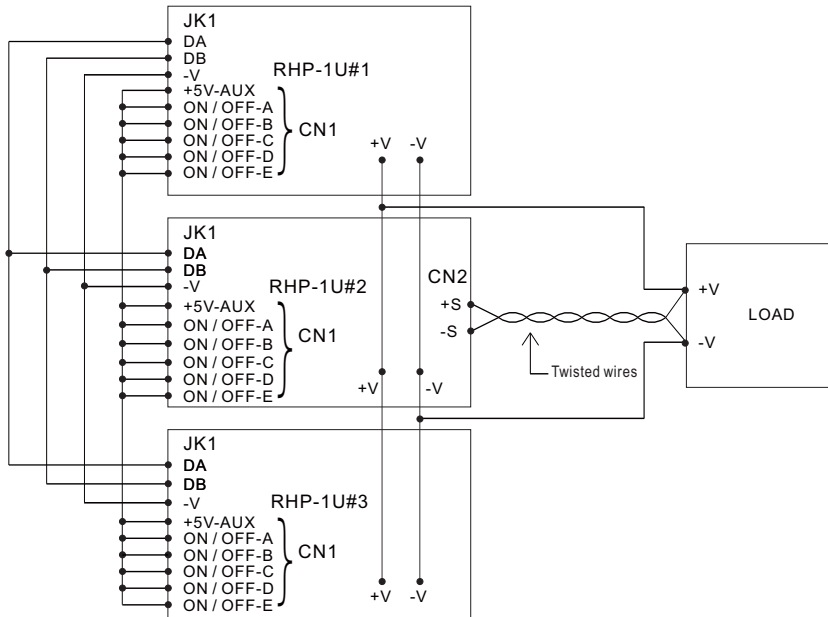 JK1
DA
DB
-V
RHP-1U#1
+5V-AUX
ON / OFF-A
ON / OFF-B
ON / OFF-C
ON / OFF-D
ON / OFF-E
CN1
+V -V
JK1
DA
DB
-V
RHP-1U#2
+5V-AUX
ON / OFF-A
ON / OFF-B
ON / OFF-C
ON / OFF-D
ON / OFF-E
CN1
CN2
+S
-S
+V -V
Twisted wires
+V
LOAD
-V
JK1
DA
DB
-V
RHP-1U#3
+5V-AUX
ON / OFF-A
ON / OFF-B
ON / OFF-C
ON / OFF-D
ON / OFF-E
CN1
+V -V